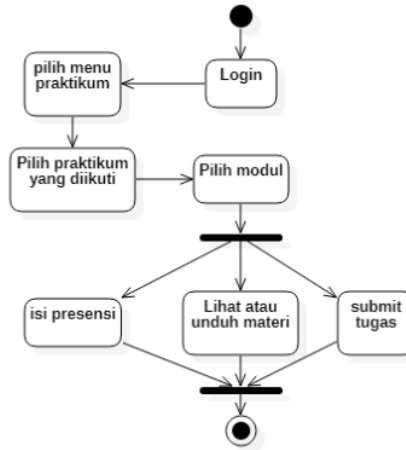 Login
pilih menu
praktikum
Pilih praktikum
yang diikuti
Pilih modul
isi presensi
Lihat atau
unduh materi
submit
tugas